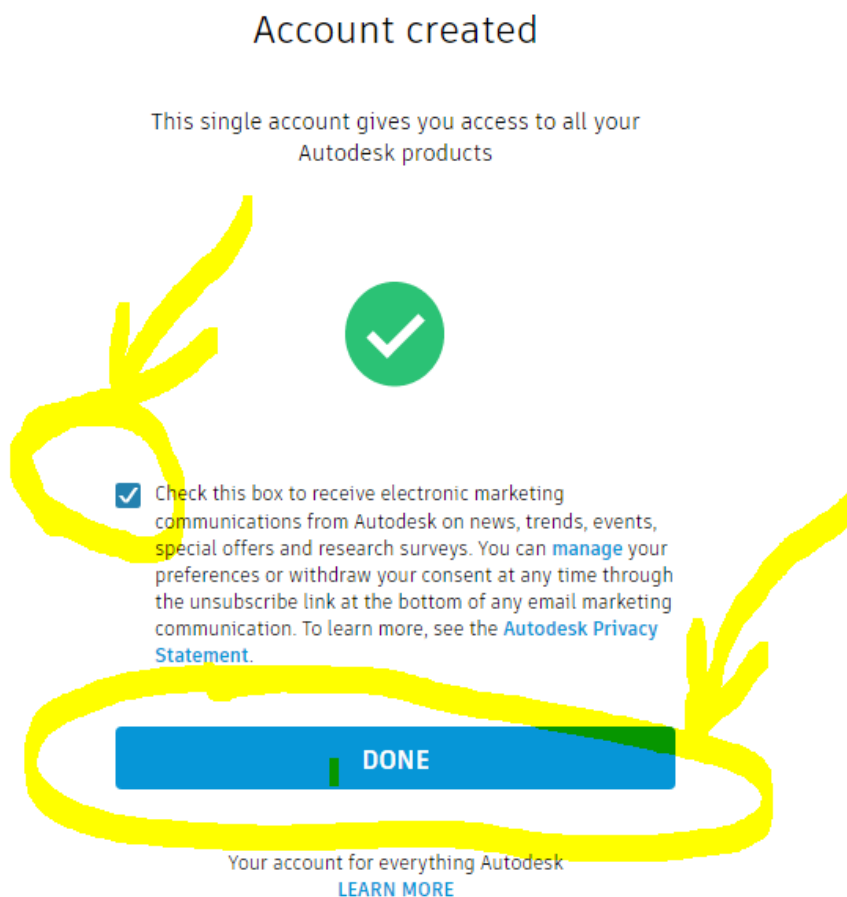 Account created
This single account gives you access to all your
Autodesk products
Check this box to receive electronic marketing
communications from Autodesk on news, trends, events,
special offers and research surveys. You can manage your
preferences or withdraw your consent at any time through
the unsubscribe link at the bottom of any email marketing
communication. To learn more, see the Autodesk Privacy
Statement.
DONE
Your account for everything Autodesk
LEARN MORE